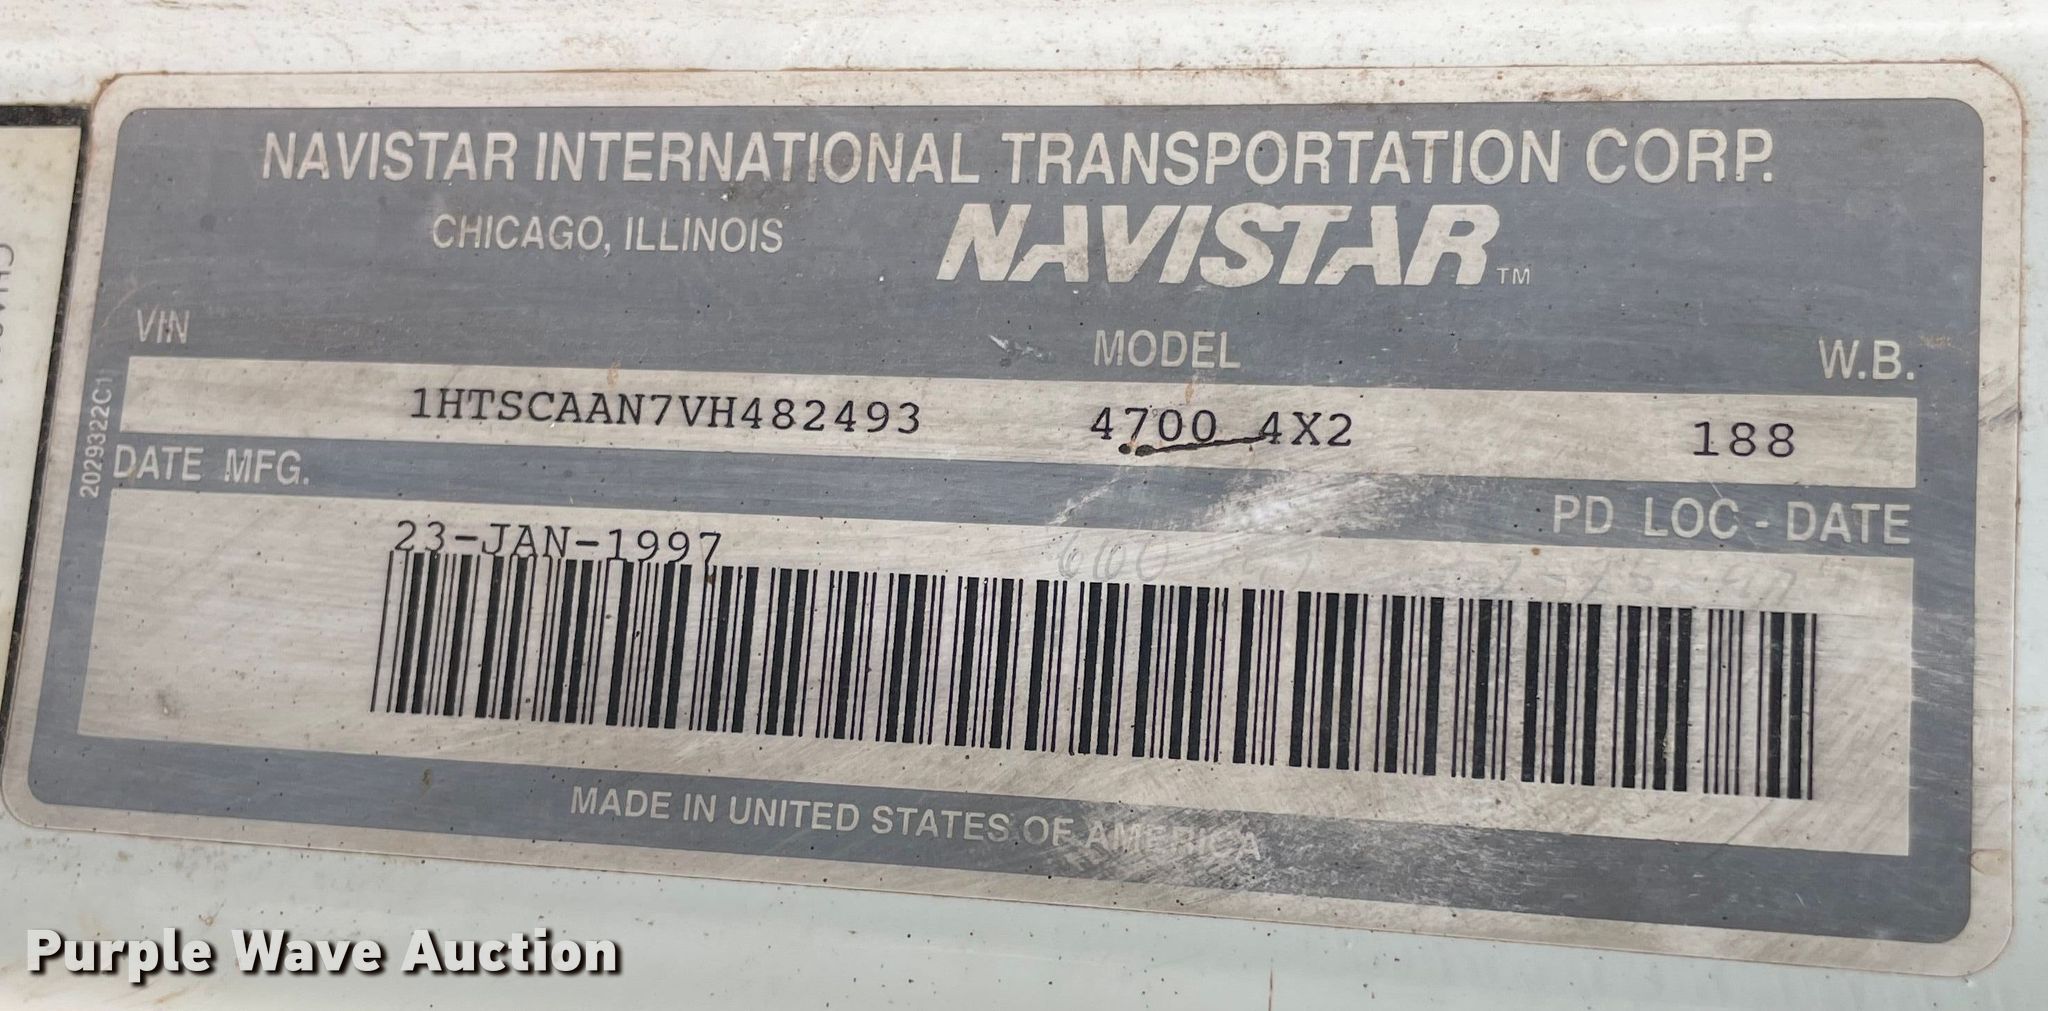 NAVISTAR INTERNATIONAL TRANSPORTATION CORP.
CHICAGO, ILLINOIS NAVISTAR™
VIN MODEL W.B.
1HTSCAAN7VH482493 4700 4X2 188
DATE MFG. PD LOC - DATE
23-JAN-1997
MADE IN UNITED STATES OF AMERICA
2029322C1
Purple Wave Auction